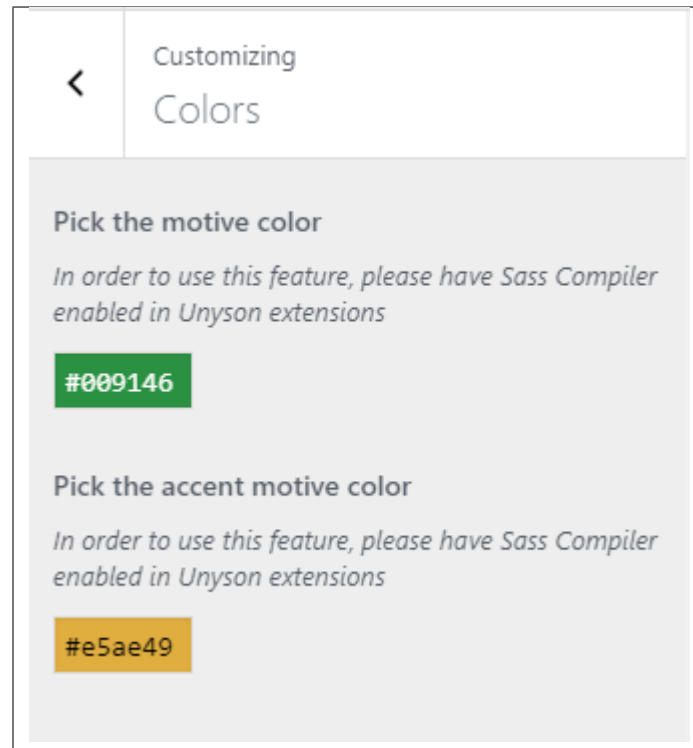 Customizing
Colors
Pick the motive color
In order to use this feature, please have Sass Compiler
enabled in Unyson extensions
#009146
Pick the accent motive color
In order to use this feature, please have Sass Compiler
enabled in Unyson extensions
#e5ae49